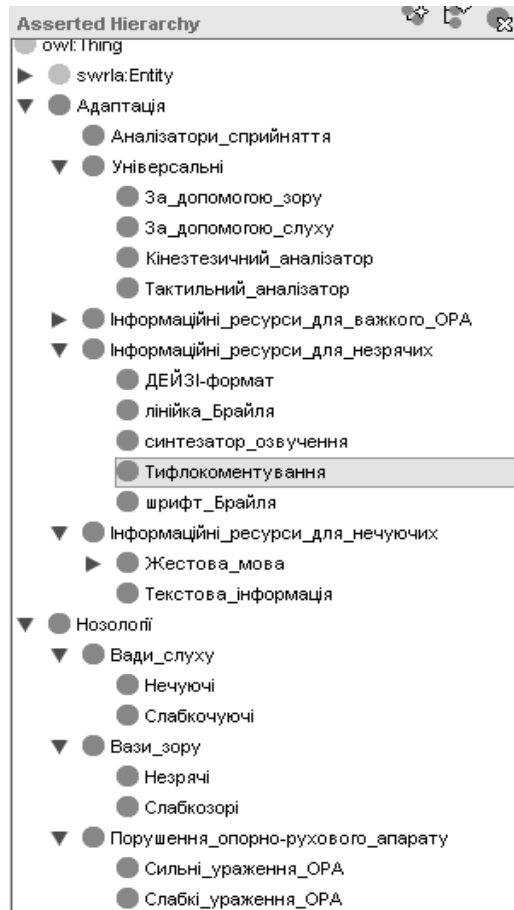 Asserted Hierarchy
owl:Thing
swrla:Entity
Адаптація
Аналізатори_сприйняття
Універсальні
За_допомогою_зору
За_допомогою_слуху
Кінезтезичний_аналізатор
Тактильний_аналізатор
Інформаційні_ресурси_для_важкого_ОРА
Інформаційні_ресурси_для_незрячих
ДЕЙЗІ-формат
лінійка_Брайля
синтезатор_озвучення
Тифлокоментування
шрифт_Брайля
Інформаційні_ресурси_для_нечуючих
Жестова_мова
Текстова_інформація
Нозології
Вади_слуху
Нечуючі
Слабкочуючі
Вази_зору
Незрячі
Слабкозорі
Порушення_опорно-рухового_апарату
Сильні_ураження_ОРА
Слабкі_ураження_ОРА